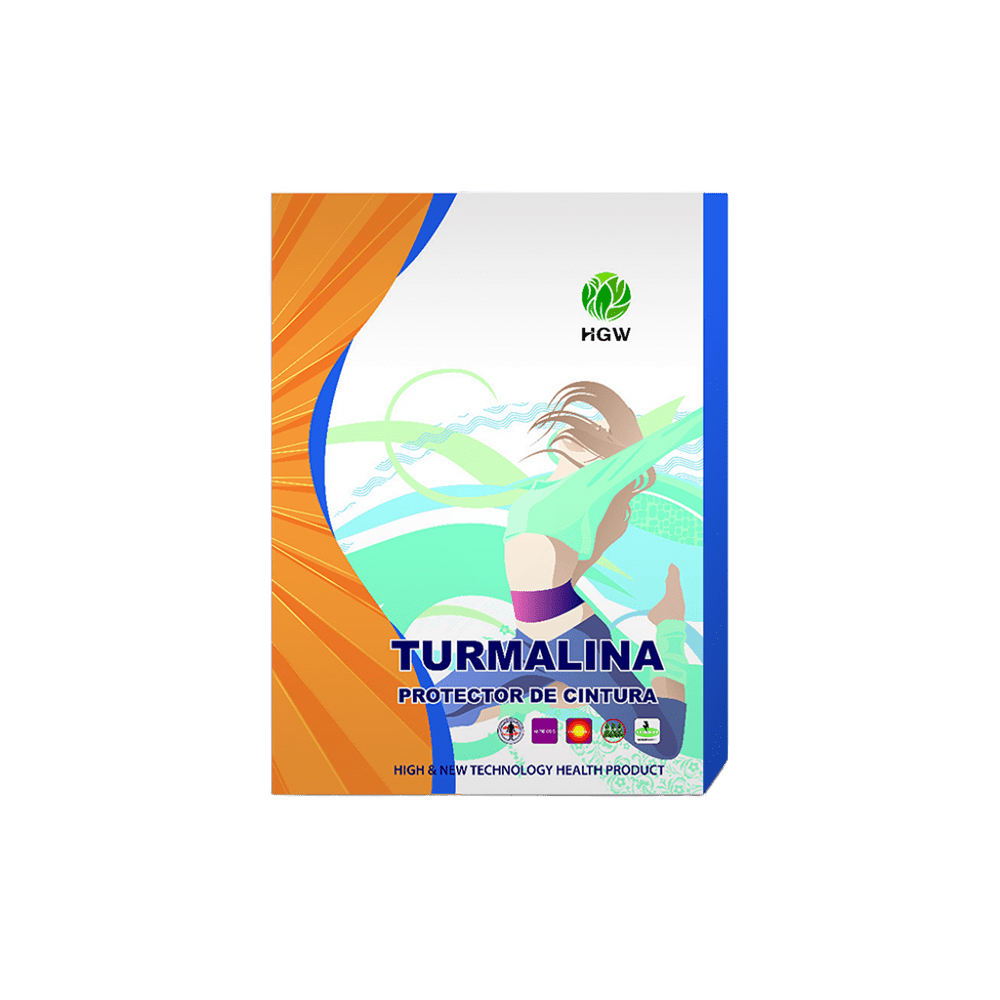 HGW
TURMALINA
PROTECTOR DE CINTURA
HIGH & NEW TECHNOLOGY HEALTH PRODUCT